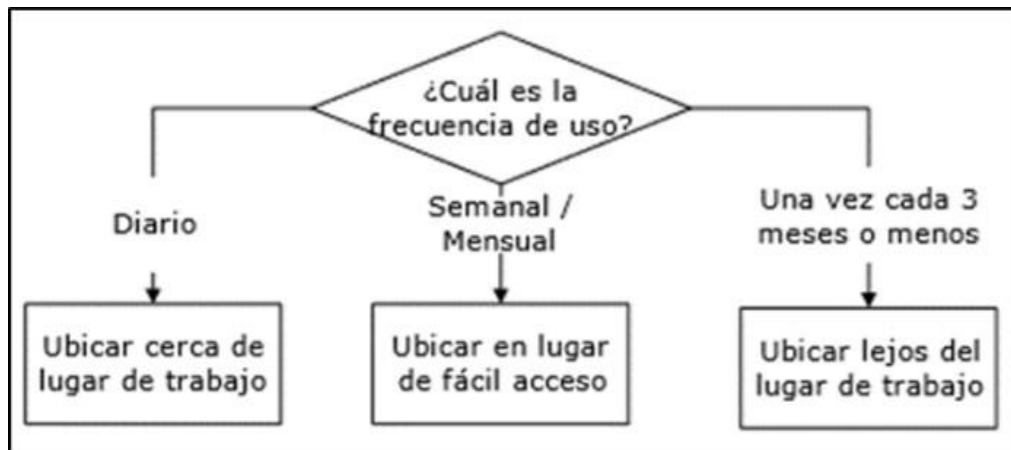 ¿Cuál es la
frecuencia de uso?
Diario
Semanal /
Mensual
Una vez cada 3
meses o menos
Ubicar cerca de
lugar de trabajo
Ubicar en lugar
de fácil acceso
Ubicar lejos del
lugar de trabajo